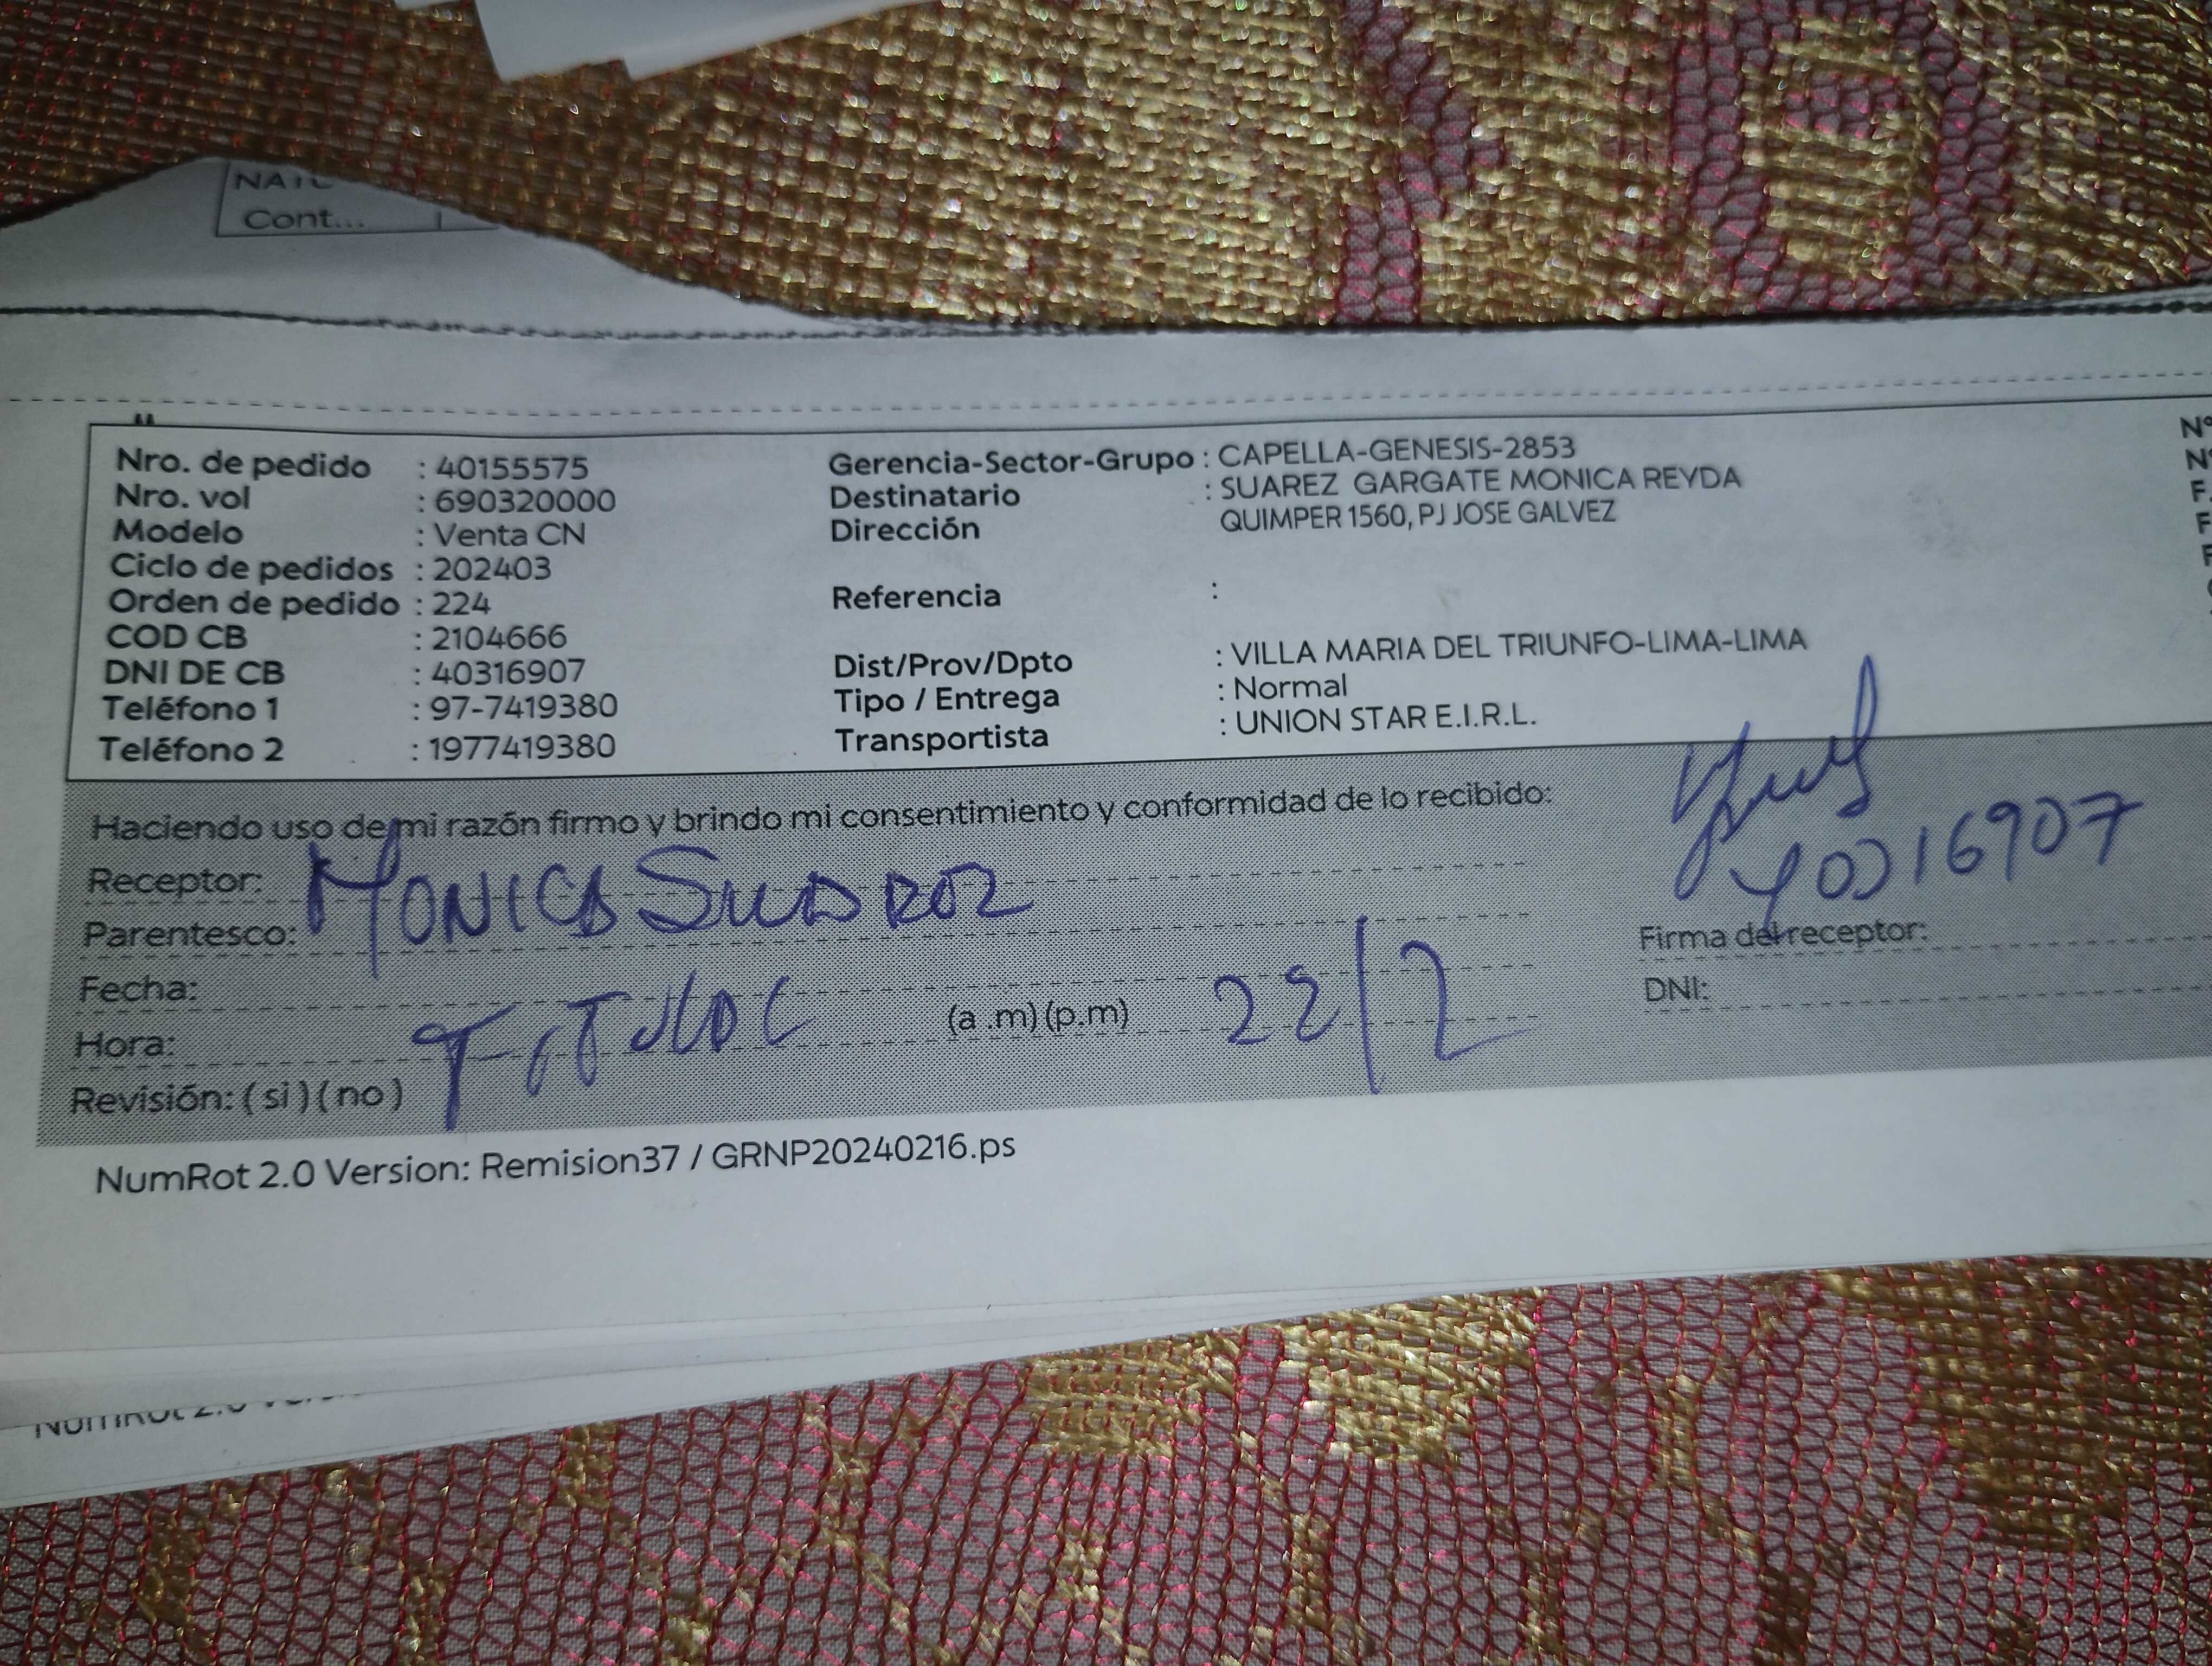 Cont...
Nro. de pedido : 40155575
Nro. vol : 690320000
Modelo : Venta CN
Ciclo de pedidos : 202403
Orden de pedido : 224
COD CB : 2104666
DNI DE CB : 40316907
Teléfono 1 : 97-7419380
Teléfono 2 : 1977419380
Gerencia-Sector-Grupo : CAPELLA-GENESIS-2853
Destinatario : SUAREZ GARGATE MONICA REYDA
Dirección QUIMPER 1560, PJ JOSE GALVEZ
Referencia :
Dist/Prov/Dpto : VILLA MARIA DEL TRIUNFO-LIMA-LIMA
Tipo / Entrega : Normal
Transportista : UNION STAR E.I.R.L.
Haciendo uso de mi razón firmo y brindo mi consentimiento y conformidad de lo recibido:
Receptor: MONICA SUAREZ
Parentesco:
Fecha:
Hora: (a .m) (p.m) 22/2
Revisión: ( si ) ( no ) TITULAR
40316907
Firma del receptor:
DNI:
NumRot 2.0 Version: Remision37 / GRNP20240216.ps